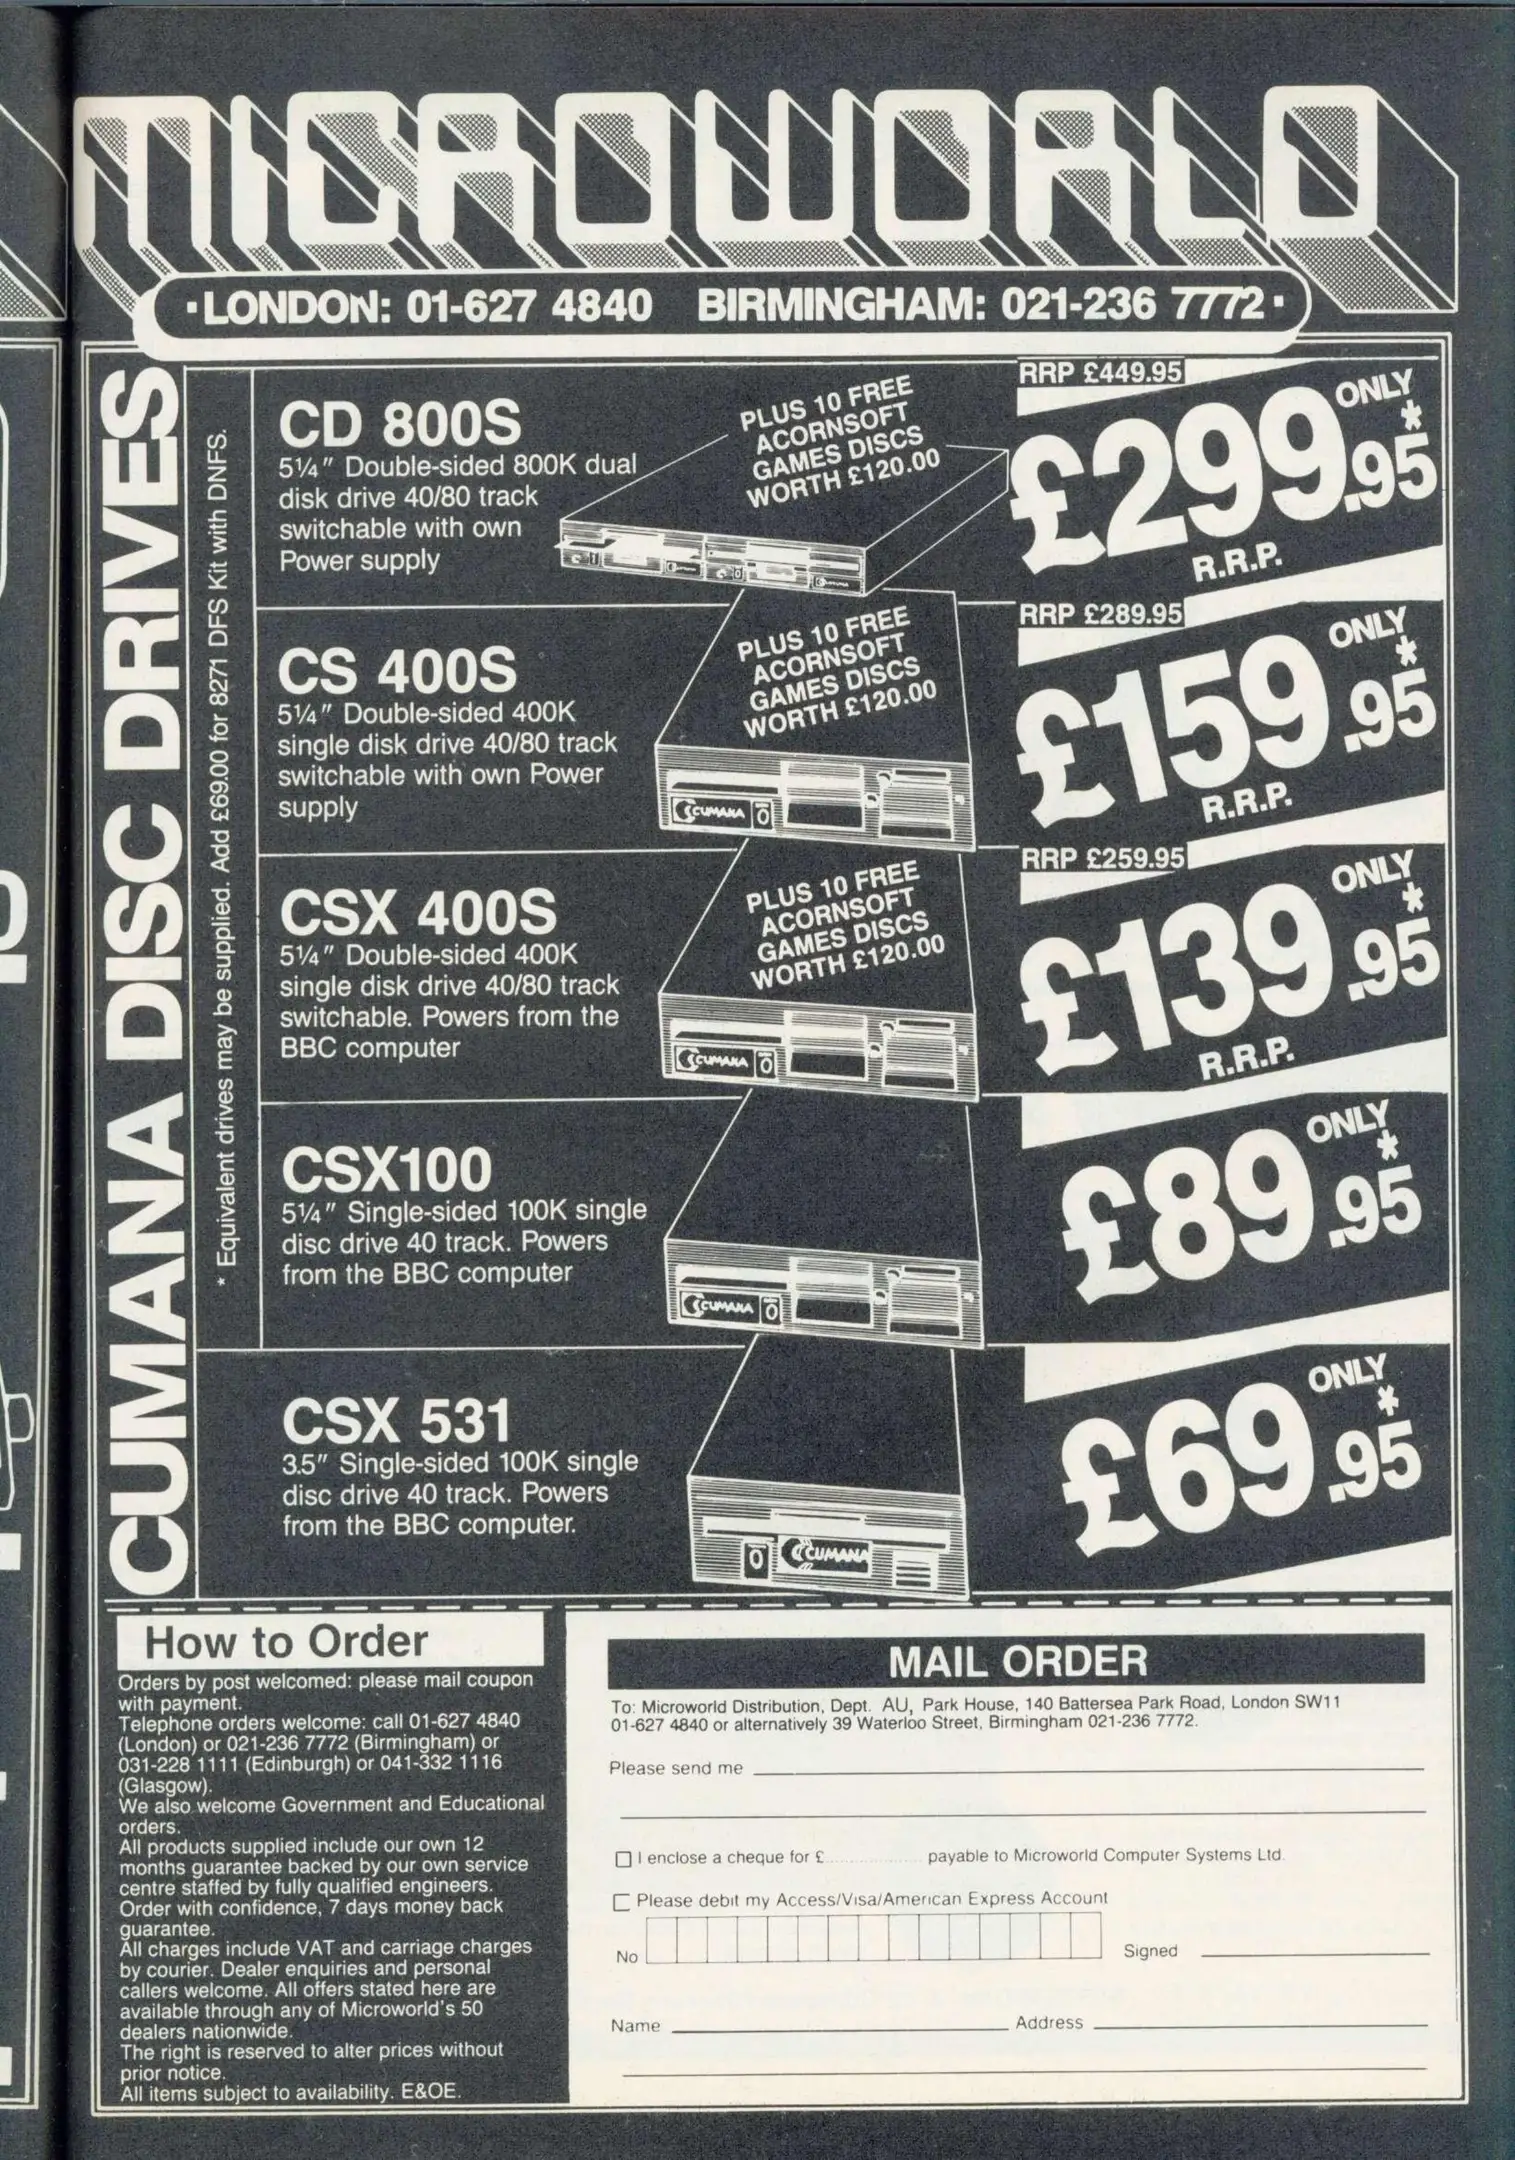 MICROWORLD
·LONDON: 01-627 4840 BIRMINGHAM: 021-236 7772·
CUMANA DISC DRIVES
* Equivalent drives may be supplied. Add £69.00 for 8271 DFS Kit with DNFS.
CD 800S
5¼" Double-sided 800K dual
disk drive 40/80 track
switchable with own
Power supply
PLUS 10 FREE
ACORNSOFT
GAMES DISCS
WORTH £120.00
CUMANA
CUMANA
RRP £449.95
ONLY
£299.95*
R.R.P.
CS 400S
5¼" Double-sided 400K
single disk drive 40/80 track
switchable with own Power
supply
PLUS 10 FREE
ACORNSOFT
GAMES DISCS
WORTH £120.00
CUMANA 0
RRP £289.95
ONLY
£159.95*
R.R.P.
CSX 400S
5¼" Double-sided 400K
single disk drive 40/80 track
switchable. Powers from the
BBC computer
PLUS 10 FREE
ACORNSOFT
GAMES DISCS
WORTH £120.00
CUMANA 0
RRP £259.95
ONLY
£139.95*
R.R.P.
CSX100
5¼" Single-sided 100K single
disc drive 40 track. Powers
from the BBC computer
CUMANA 0
ONLY
£89.95*
CSX 531
3.5" Single-sided 100K single
disc drive 40 track. Powers
from the BBC computer.
0 CUMANA
ONLY
£69.95*
How to Order
Orders by post welcomed: please mail coupon
with payment.
Telephone orders welcome: call 01-627 4840
(London) or 021-236 7772 (Birmingham) or
031-228 1111 (Edinburgh) or 041-332 1116
(Glasgow).
We also welcome Government and Educational
orders.
All products supplied include our own 12
months guarantee backed by our own service
centre staffed by fully qualified engineers.
Order with confidence, 7 days money back
guarantee.
All charges include VAT and carriage charges
by courier. Dealer enquiries and personal
callers welcome. All offers stated here are
available through any of Microworld's 50
dealers nationwide.
The right is reserved to alter prices without
prior notice.
All items subject to availability. E&OE.
MAIL ORDER
To: Microworld Distribution, Dept. AU, Park House, 140 Battersea Park Road, London SW11
01-627 4840 or alternatively 39 Waterloo Street, Birmingham 021-236 7772.
Please send me
I enclose a cheque for £ payable to Microworld Computer Systems Ltd.
Please debit my Access/Visa/American Express Account
No Signed
Name Address